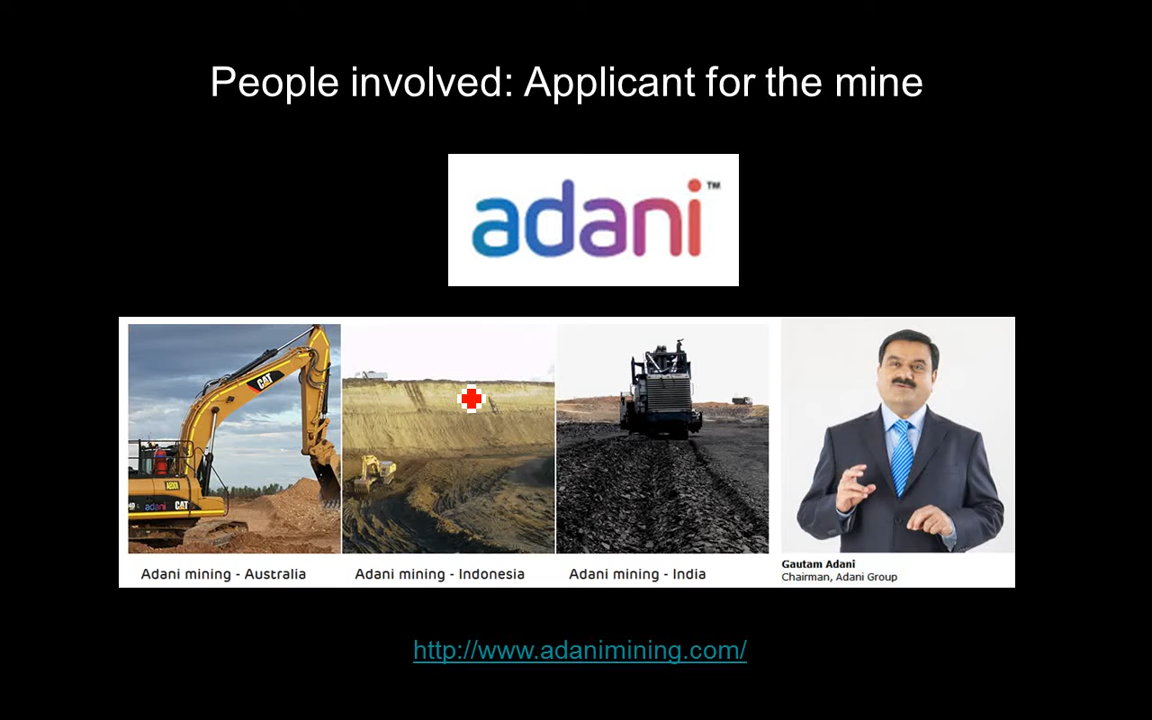 People involved: Applicant for the mine
adani™
CAT
adani CAT
Adani mining - Australia
Adani mining - Indonesia
Adani mining - India
Gautam Adani
Chairman, Adani Group
http://www.adanimining.com/